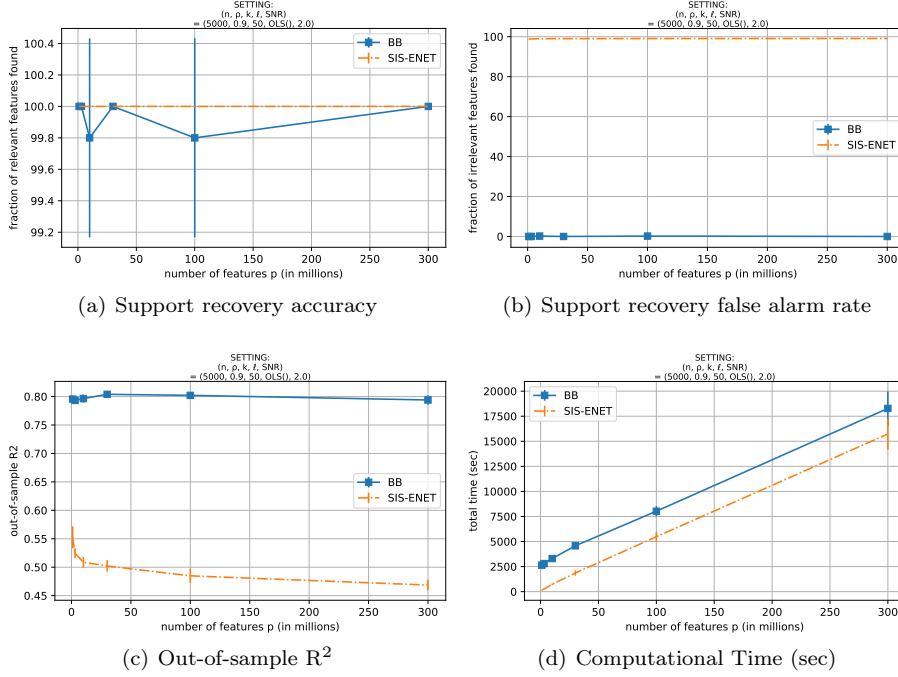 SETTING:
(n, ρ, k, ℓ, SNR)
= (5000, 0.9, 50, OLS(), 2.0)
100.4
100.2
100.0
99.8
99.6
99.4
99.2
fraction of relevant features found
BB
SIS-ENET
0 50 100 150 200 250 300
number of features p (in millions)
(a) Support recovery accuracy
SETTING:
(n, ρ, k, ℓ, SNR)
= (5000, 0.9, 50, OLS(), 2.0)
100
80
60
40
20
0
fraction of irrelevant features found
BB
SIS-ENET
0 50 100 150 200 250 300
number of features p (in millions)
(b) Support recovery false alarm rate
SETTING:
(n, ρ, k, ℓ, SNR)
= (5000, 0.9, 50, OLS(), 2.0)
0.80
0.75
0.70
0.65
0.60
0.55
0.50
0.45
out-of-sample R2
BB
SIS-ENET
0 50 100 150 200 250 300
number of features p (in millions)
(c) Out-of-sample R²
SETTING:
(n, ρ, k, ℓ, SNR)
= (5000, 0.9, 50, OLS(), 2.0)
20000
17500
15000
12500
10000
7500
5000
2500
0
total time (sec)
BB
SIS-ENET
0 50 100 150 200 250 300
number of features p (in millions)
(d) Computational Time (sec)